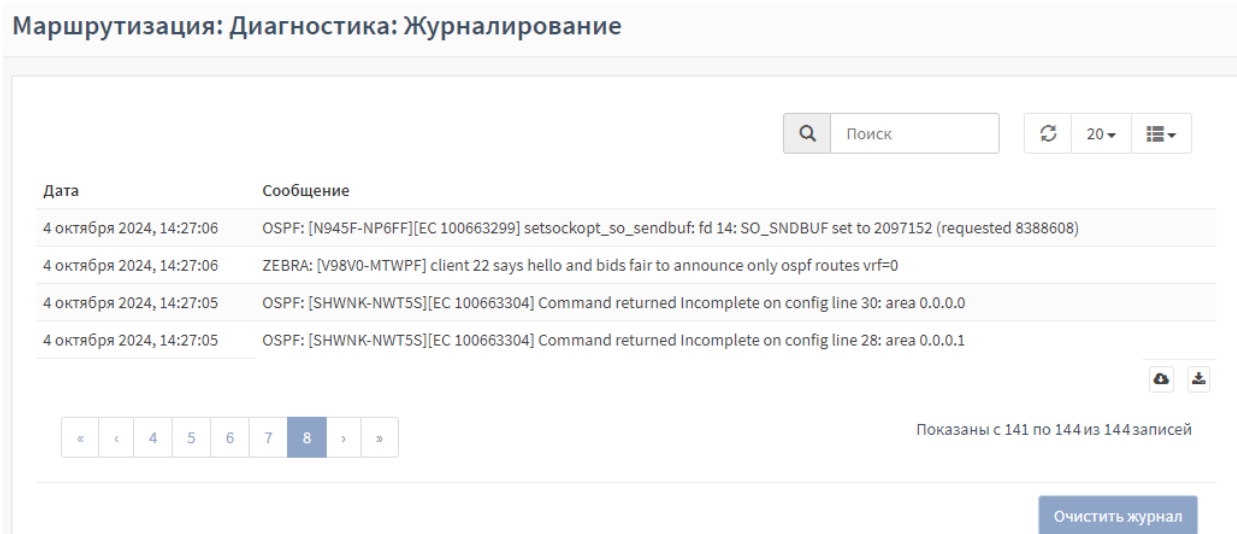 Маршрутизация: Диагностика: Журналирование
Поиск
20
Дата Сообщение
4 октября 2024, 14:27:06 OSPF: [N945F-NP6FF][EC 100663299] setsockopt_so_sendbuf: fd 14: SO_SNDBUF set to 2097152 (requested 8388608)
4 октября 2024, 14:27:06 ZEBRA: [V98V0-MTWPF] client 22 says hello and bids fair to announce only ospf routes vrf=0
4 октября 2024, 14:27:05 OSPF: [SHWNK-NWT5S][EC 100663304] Command returned Incomplete on config line 30: area 0.0.0.0
4 октября 2024, 14:27:05 OSPF: [SHWNK-NWT5S][EC 100663304] Command returned Incomplete on config line 28: area 0.0.0.1
« ‹ 4 5 6 7 8 › »
Показаны с 141 по 144 из 144 записей
Очистить журнал